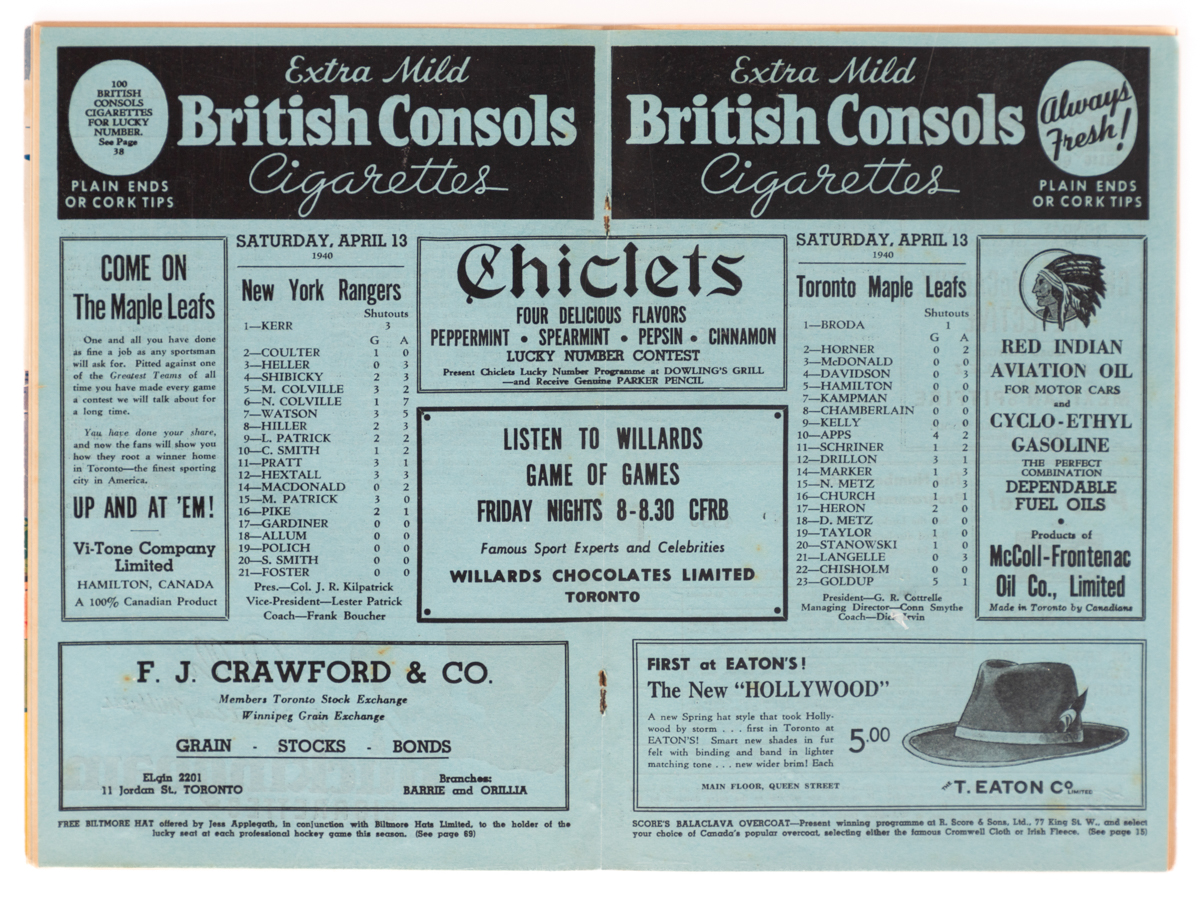 100
BRITISH
CONSOLS
CIGARETTES
FOR LUCKY
NUMBER.
See Page
38
PLAIN ENDS
OR CORK TIPS
Extra Mild
British Consols
Cigarettes
Extra Mild
British Consols
Cigarettes
Always
Fresh!
PLAIN ENDS
OR CORK TIPS
COME ON
The Maple Leafs
One and all you have done
as fine a job as any sportsman
will ask for. Pitted against one
of the Greatest Teams of all
time you have made every game
a contest we will talk about for
a long time.
You have done your share,
and now the fans will show you
how they root a winner home
in Toronto—the finest sporting
city in America.
UP AND AT 'EM!
Vi-Tone Company
Limited
HAMILTON, CANADA
A 100% Canadian Product
SATURDAY, APRIL 13
1940
New York Rangers
Shutouts
1—KERR 3
G A
2—COULTER 1 0
3—HELLER 0 3
4—SHIBICKY 2 3
5—M. COLVILLE 3 2
6—N. COLVILLE 1 7
7—WATSON 3 5
8—HILLER 2 3
9—L. PATRICK 2 2
10—C. SMITH 1 2
11—PRATT 3 1
12—HEXTALL 3 3
14—MACDONALD 0 2
15—M. PATRICK 3 0
16—PIKE 2 1
17—GARDINER 0 0
18—ALLUM 0 0
19—POLICH 0 0
20—S. SMITH 0 0
21—FOSTER 0 0
Pres.—Col. J. R. Kilpatrick
Vice-President—Lester Patrick
Coach—Frank Boucher
Chiclets
FOUR DELICIOUS FLAVORS
PEPPERMINT • SPEARMINT • PEPSIN • CINNAMON
LUCKY NUMBER CONTEST
Present Chiclets Lucky Number Programme at DOWLING'S GRILL
—and Receive Genuine PARKER PENCIL
LISTEN TO WILLARDS
GAME OF GAMES
FRIDAY NIGHTS 8-8.30 CFRB
Famous Sport Experts and Celebrities
WILLARDS CHOCOLATES LIMITED
TORONTO
SATURDAY, APRIL 13
1940
Toronto Maple Leafs
Shutouts
1—BRODA 1
G A
2—HORNER 0 2
3—McDONALD 0 0
4—DAVIDSON 0 3
5—HAMILTON 0 0
7—KAMPMAN 0 0
8—CHAMBERLAIN 0 0
9—KELLY 0 0
10—APPS 4 2
11—SCHRINER 1 2
12—DRILLON 3 1
14—MARKER 1 3
15—N. METZ 0 3
16—CHURCH 1 1
17—HERON 2 0
18—D. METZ 0 0
19—TAYLOR 1 0
20—STANOWSKI 1 0
21—LANGELLE 0 3
22—CHISHOLM 0 0
23—GOLDUP 5 1
President—G. R. Cottrelle
Managing Director—Conn Smythe
Coach—Dick Irvin
RED INDIAN
AVIATION OIL
FOR MOTOR CARS
and
CYCLO-ETHYL
GASOLINE
THE PERFECT
COMBINATION
DEPENDABLE
FUEL OILS
•
Products of
McColl-Frontenac
Oil Co., Limited
Made in Toronto by Canadians
F. J. CRAWFORD & CO.
Members Toronto Stock Exchange
Winnipeg Grain Exchange
GRAIN - STOCKS - BONDS
ELgin 2201
11 Jordan St., TORONTO
Branches:
BARRIE and ORILLIA
FIRST at EATON'S!
The New "HOLLYWOOD"
A new Spring hat style that took Holly-
wood by storm . . . first in Toronto at
EATON'S! Smart new shades in fur
felt with binding and band in lighter
matching tone . . . new wider brim! Each
5.00
MAIN FLOOR, QUEEN STREET
THE T. EATON CO LIMITED
FREE BILTMORE HAT offered by Jess Applegath, in conjunction with Biltmore Hats Limited, to the holder of the
lucky seat at each professional hockey game this season. (See page 69)
SCORE'S BALACLAVA OVERCOAT—Present winning programme at R. Score & Sons, Ltd., 77 King St. W., and select
your choice of Canada's popular overcoat, selecting either the famous Cromwell Cloth or Irish Fleece. (See page 15)